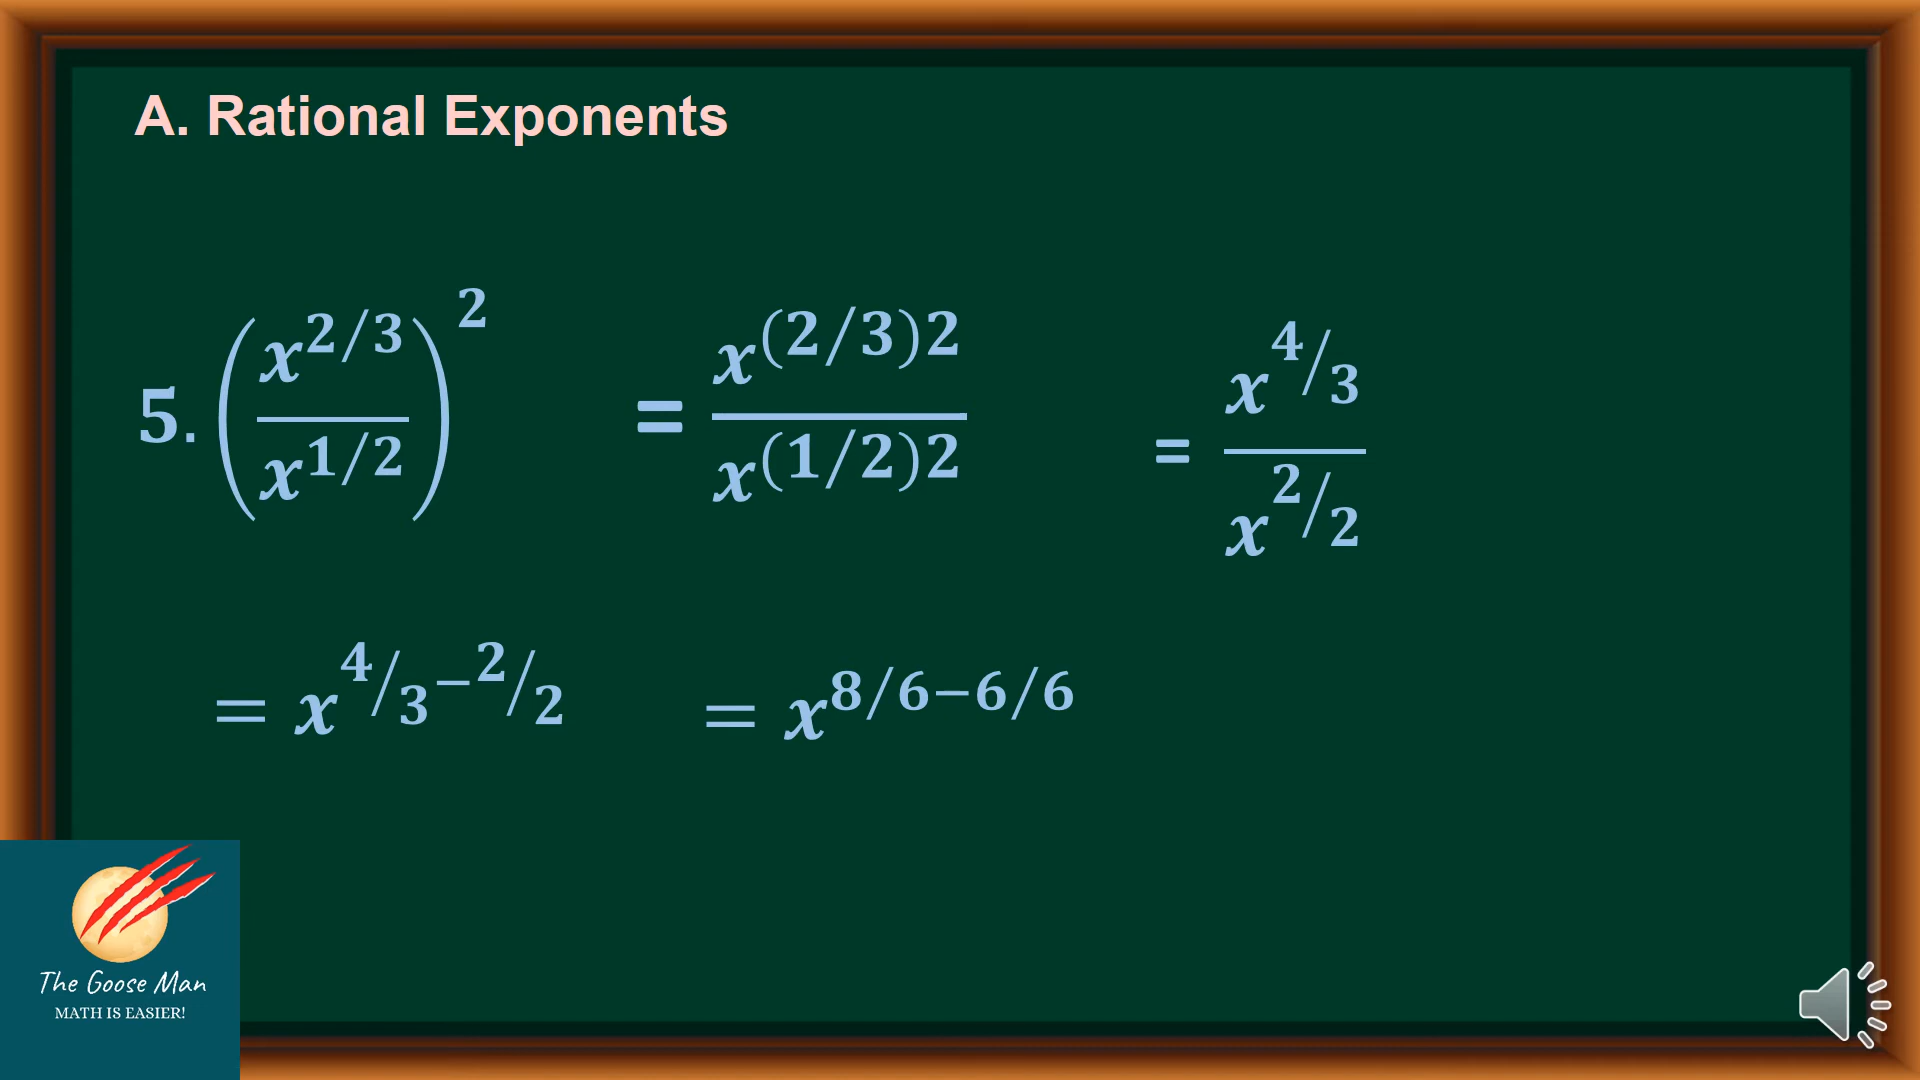 A. Rational Exponents
5. (x^{2/3} / x^{1/2})^2 = x^{(2/3)2} / x^{(1/2)2} = x^{4/3} / x^{2/2}
= x^{4/3−2/2} = x^{8/6−6/6}
The Goose Man
MATH IS EASIER!